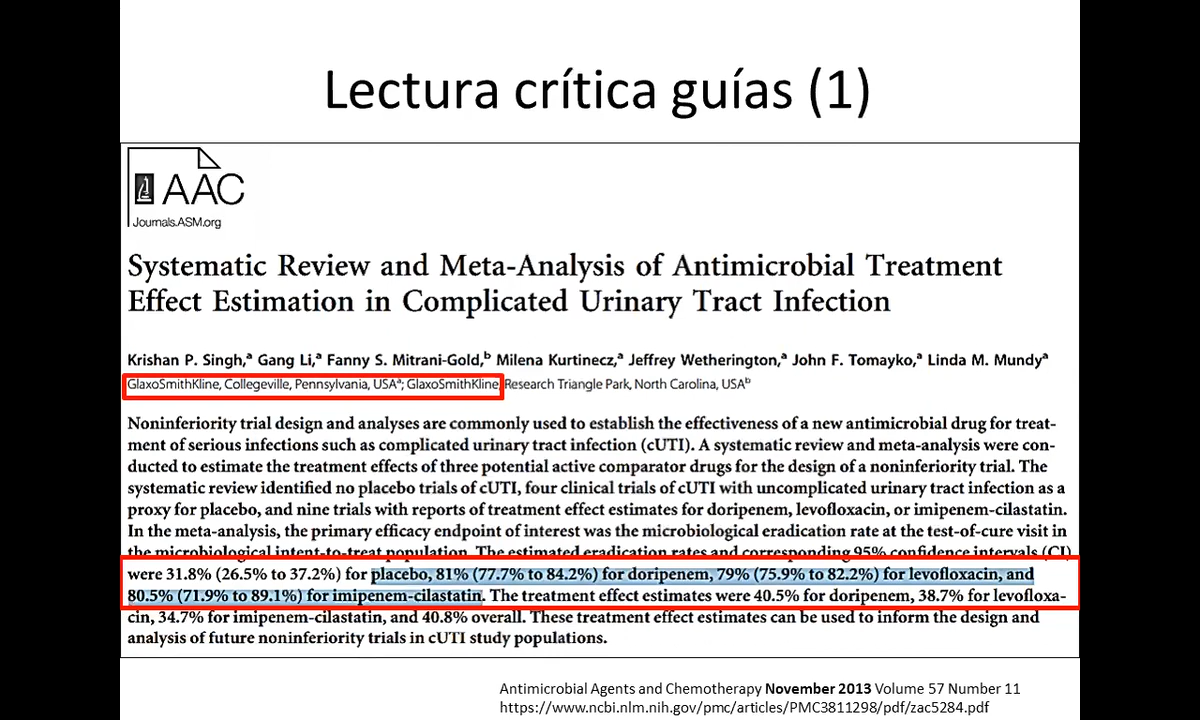 Lectura crítica guías (1)
AAC
Journals.ASM.org
Systematic Review and Meta-Analysis of Antimicrobial Treatment
Effect Estimation in Complicated Urinary Tract Infection
Krishan P. Singh,ª Gang Li,ª Fanny S. Mitrani-Gold,ᵇ Milena Kurtinecz,ª Jeffrey Wetherington,ª John F. Tomayko,ª Linda M. Mundyª
GlaxoSmithKline, Collegeville, Pennsylvania, USAª; GlaxoSmithKline, Research Triangle Park, North Carolina, USAᵇ
Noninferiority trial design and analyses are commonly used to establish the effectiveness of a new antimicrobial drug for treat-
ment of serious infections such as complicated urinary tract infection (cUTI). A systematic review and meta-analysis were con-
ducted to estimate the treatment effects of three potential active comparator drugs for the design of a noninferiority trial. The
systematic review identified no placebo trials of cUTI, four clinical trials of cUTI with uncomplicated urinary tract infection as a
proxy for placebo, and nine trials with reports of treatment effect estimates for doripenem, levofloxacin, or imipenem-cilastatin.
In the meta-analysis, the primary efficacy endpoint of interest was the microbiological eradication rate at the test-of-cure visit in
the microbiological intent-to-treat population. The estimated eradication rates and corresponding 95% confidence intervals (CI)
were 31.8% (26.5% to 37.2%) for placebo, 81% (77.7% to 84.2%) for doripenem, 79% (75.9% to 82.2%) for levofloxacin, and
80.5% (71.9% to 89.1%) for imipenem-cilastatin. The treatment effect estimates were 40.5% for doripenem, 38.7% for levofloxa-
cin, 34.7% for imipenem-cilastatin, and 40.8% overall. These treatment effect estimates can be used to inform the design and
analysis of future noninferiority trials in cUTI study populations.
Antimicrobial Agents and Chemotherapy November 2013 Volume 57 Number 11
https://www.ncbi.nlm.nih.gov/pmc/articles/PMC3811298/pdf/zac5284.pdf